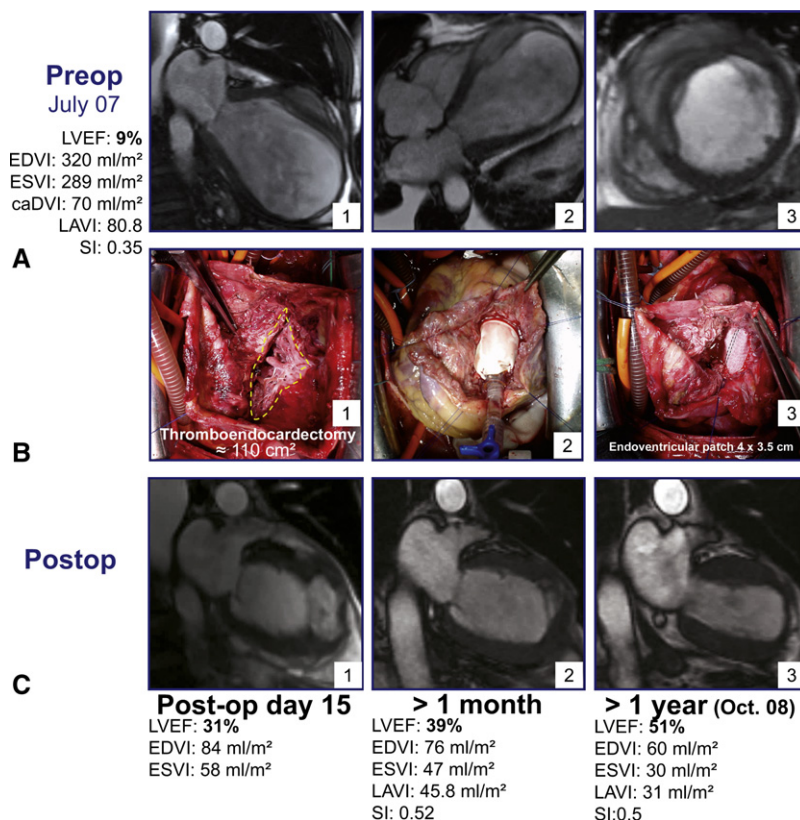 Preop
July 07
LVEF: 9%
EDVI: 320 ml/m²
ESVI: 289 ml/m²
caDVI: 70 ml/m²
LAVI: 80.8
SI: 0.35
1
2
3
A
Thromboendocardectomy
≈ 110 cm²
1
2
Endoventricular patch 4 x 3.5 cm
3
B
Postop
1
2
3
C
Post-op day 15
LVEF: 31%
EDVI: 84 ml/m²
ESVI: 58 ml/m²
> 1 month
LVEF: 39%
EDVI: 76 ml/m²
ESVI: 47 ml/m²
LAVI: 45.8 ml/m²
SI: 0.52
> 1 year (Oct. 08)
LVEF: 51%
EDVI: 60 ml/m²
ESVI: 30 ml/m²
LAVI: 31 ml/m²
SI:0.5